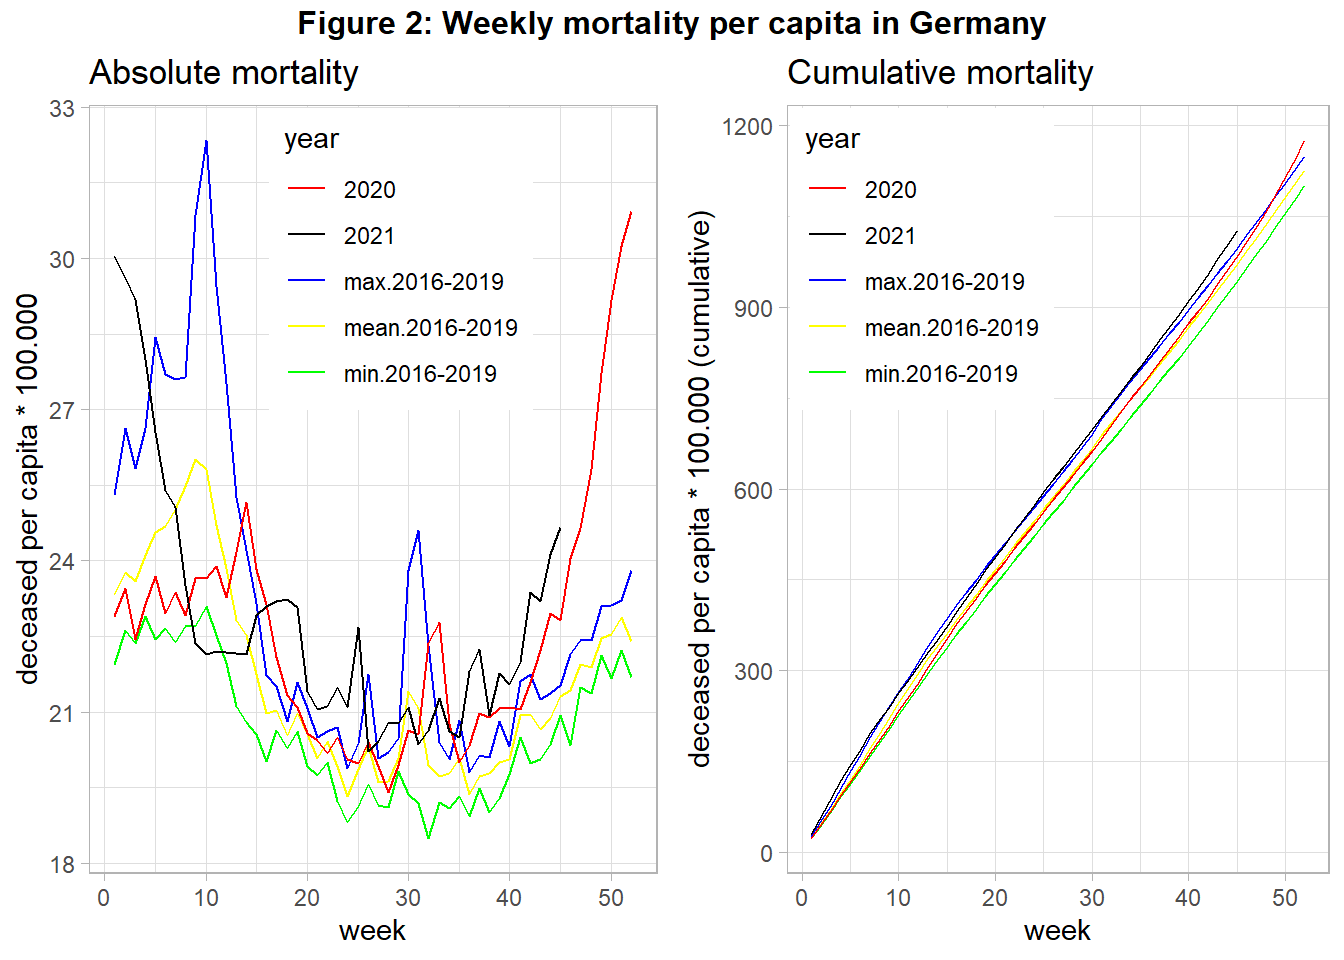 Figure 2: Weekly mortality per capita in Germany
Absolute mortality
deceased per capita * 100.000
33
30
27
24
21
18
year
2020
2021
max.2016-2019
mean.2016-2019
min.2016-2019
0 10 20 30 40 50
week
Cumulative mortality
deceased per capita * 100.000 (cumulative)
1200
900
600
300
0
year
2020
2021
max.2016-2019
mean.2016-2019
min.2016-2019
0 10 20 30 40 50
week